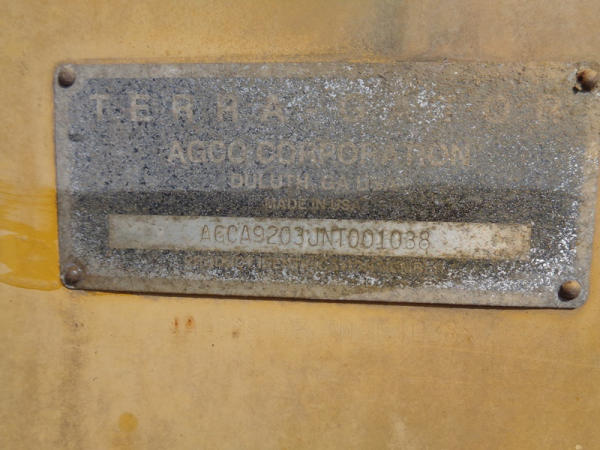 TERRA-GATOR
AGCO CORPORATION
DULUTH, GA USA
MADE IN USA
AGCA9203JNT001038